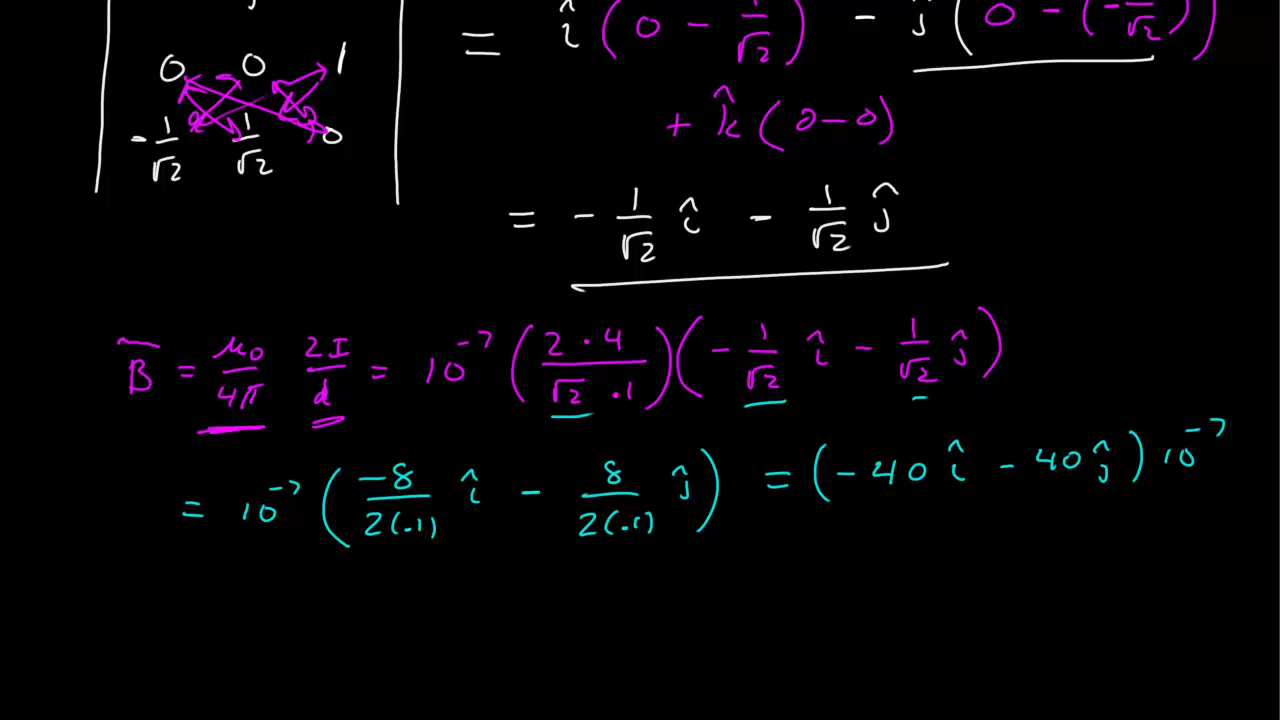 = î ( 0 - 1/√2 ) - ĵ ( 0 - (-1/√2) )
0 0 1
+ k̂ ( 0 - 0 )
-1/√2 1/√2 0
= - 1/√2 î - 1/√2 ĵ
B = μ0/4π 2I/d = 10^-7 ( 2 · 4 / √2 · .1 ) ( - 1/√2 î - 1/√2 ĵ )
= 10^-7 ( -8/2(.1) î - 8/2(.1) ĵ ) = ( - 40 î - 40 ĵ ) 10^-7